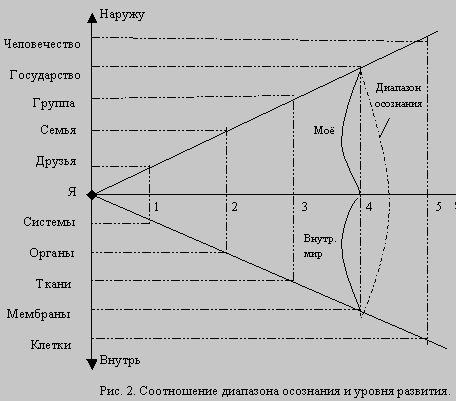 Наружу
Человечество
Государство
Группа
Семья
Друзья
Я
Системы
Органы
Ткани
Мембраны
Клетки
Внутрь
Диапазон
осознания
Моё
Внутр.
мир
1 2 3 4 5
Рис. 2. Соотношение диапазона осознания и уровня развития.